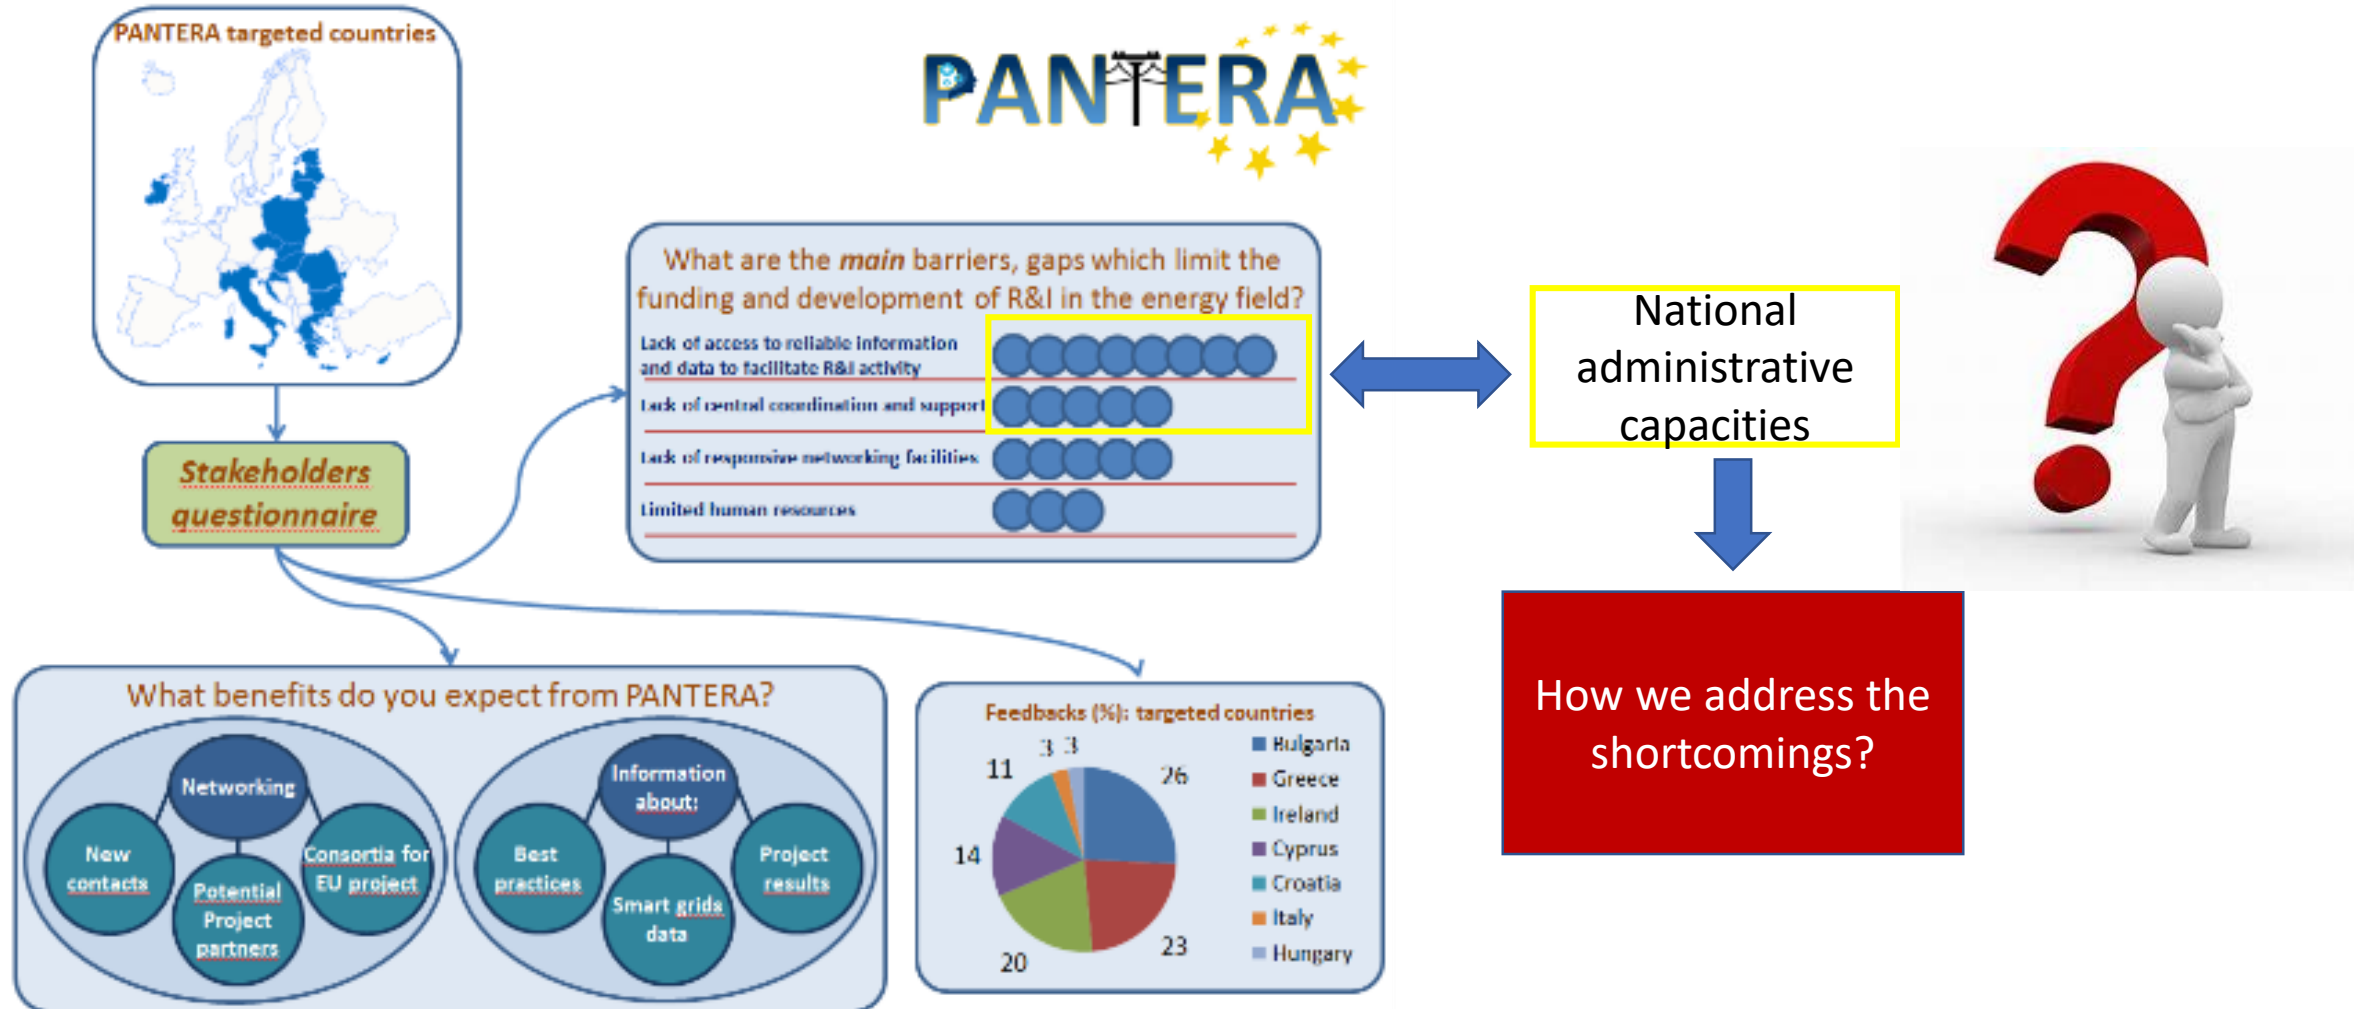 PANTERA targeted countries
PANTERA
What are the main barriers, gaps which limit the
funding and development of R&I in the energy field?
Lack of access to reliable information
and data to facilitate R&I activity
Lack of central coordination and support
Lack of responsive networking facilities
Limited human resources
National
administrative
capacities
Stakeholders
questionnaire
How we address the
shortcomings?
What benefits do you expect from PANTERA?
Networking
New
contacts
Potential
Project
partners
Consortia for
EU project
Information
about:
Best
practices
Smart grids
data
Project
results
Feedbacks (%): targeted countries
3 3
11
26
14
20
23
Bulgaria
Greece
Ireland
Cyprus
Croatia
Italy
Hungary